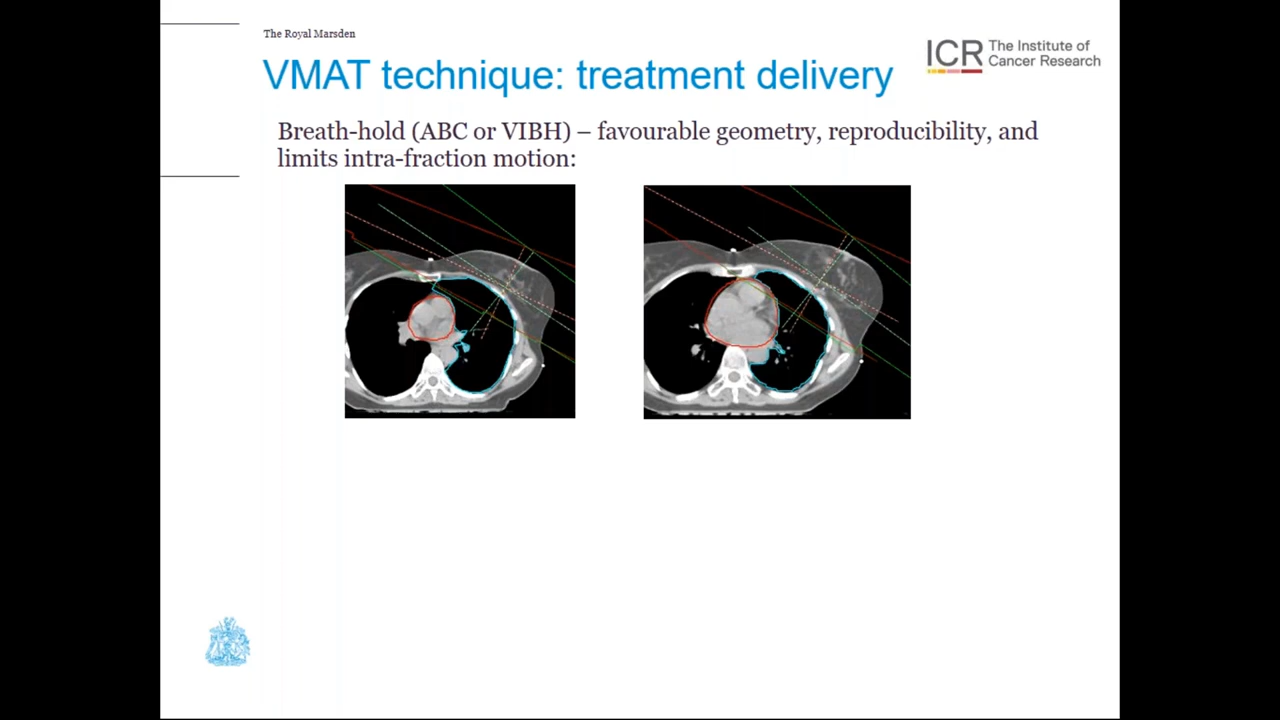 The Royal Marsden
VMAT technique: treatment delivery
ICR The Institute of
Cancer Research
Breath-hold (ABC or VIBH) – favourable geometry, reproducibility, and
limits intra-fraction motion: